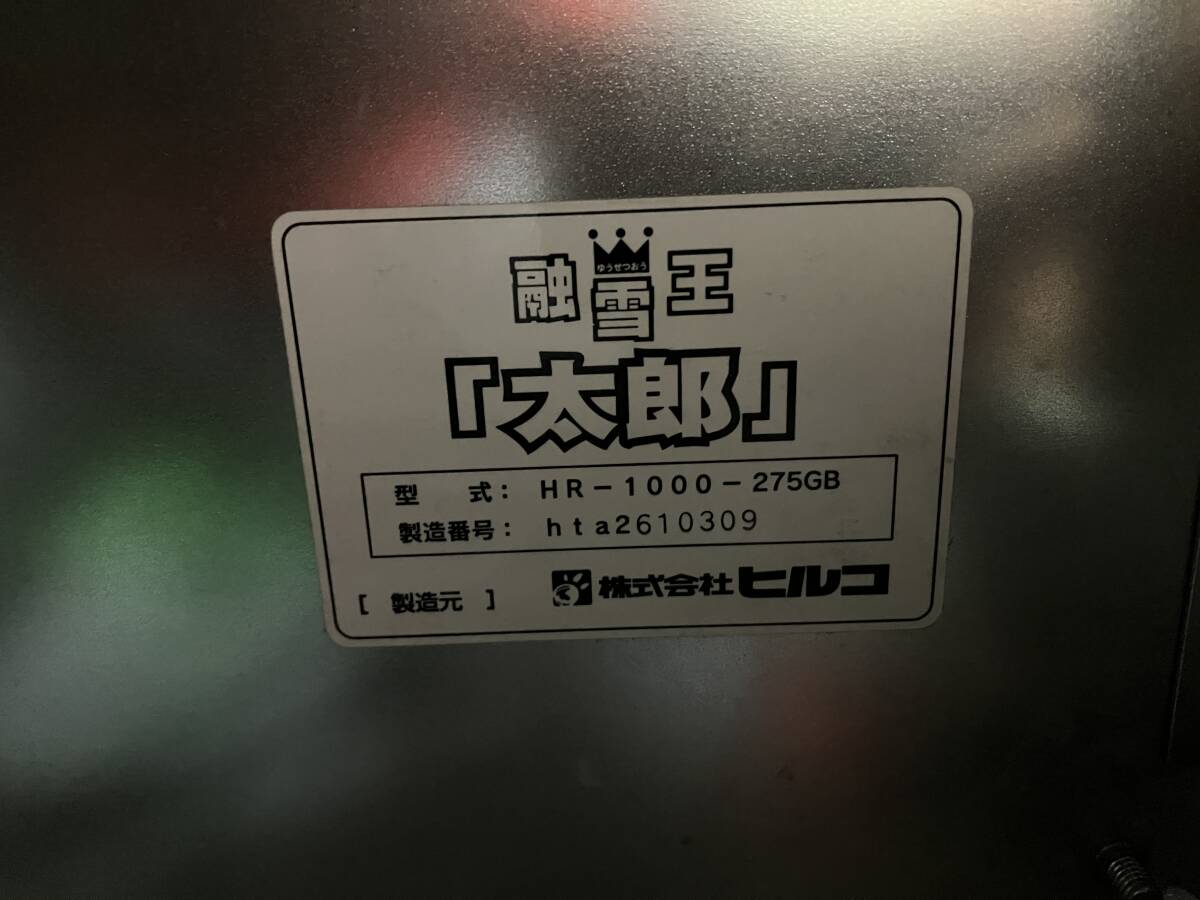 ゆうせつおう
融雪王
「太郎」
型　式： HR－1000－275GB
製造番号： hta2610309
[ 製造元 ] 株式会社ヒルコ